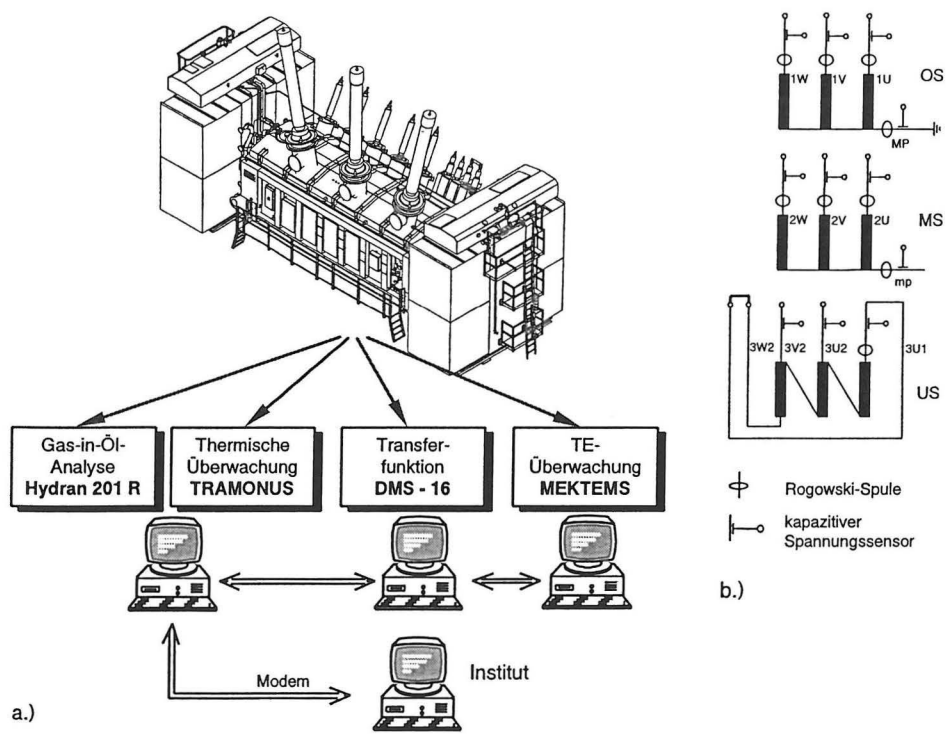 Gas-in-Öl-
Analyse
Hydran 201 R
Thermische
Überwachung
TRAMONUS
Transfer-
funktion
DMS - 16
TE-
Überwachung
MEKTEMS
Modem
Institut
a.)
1W
1V
1U
OS
MP
2W
2V
2U
MS
mp
3W2
3V2
3U2
3U1
US
Rogowski-Spule
kapazitiver
Spannungssensor
b.)